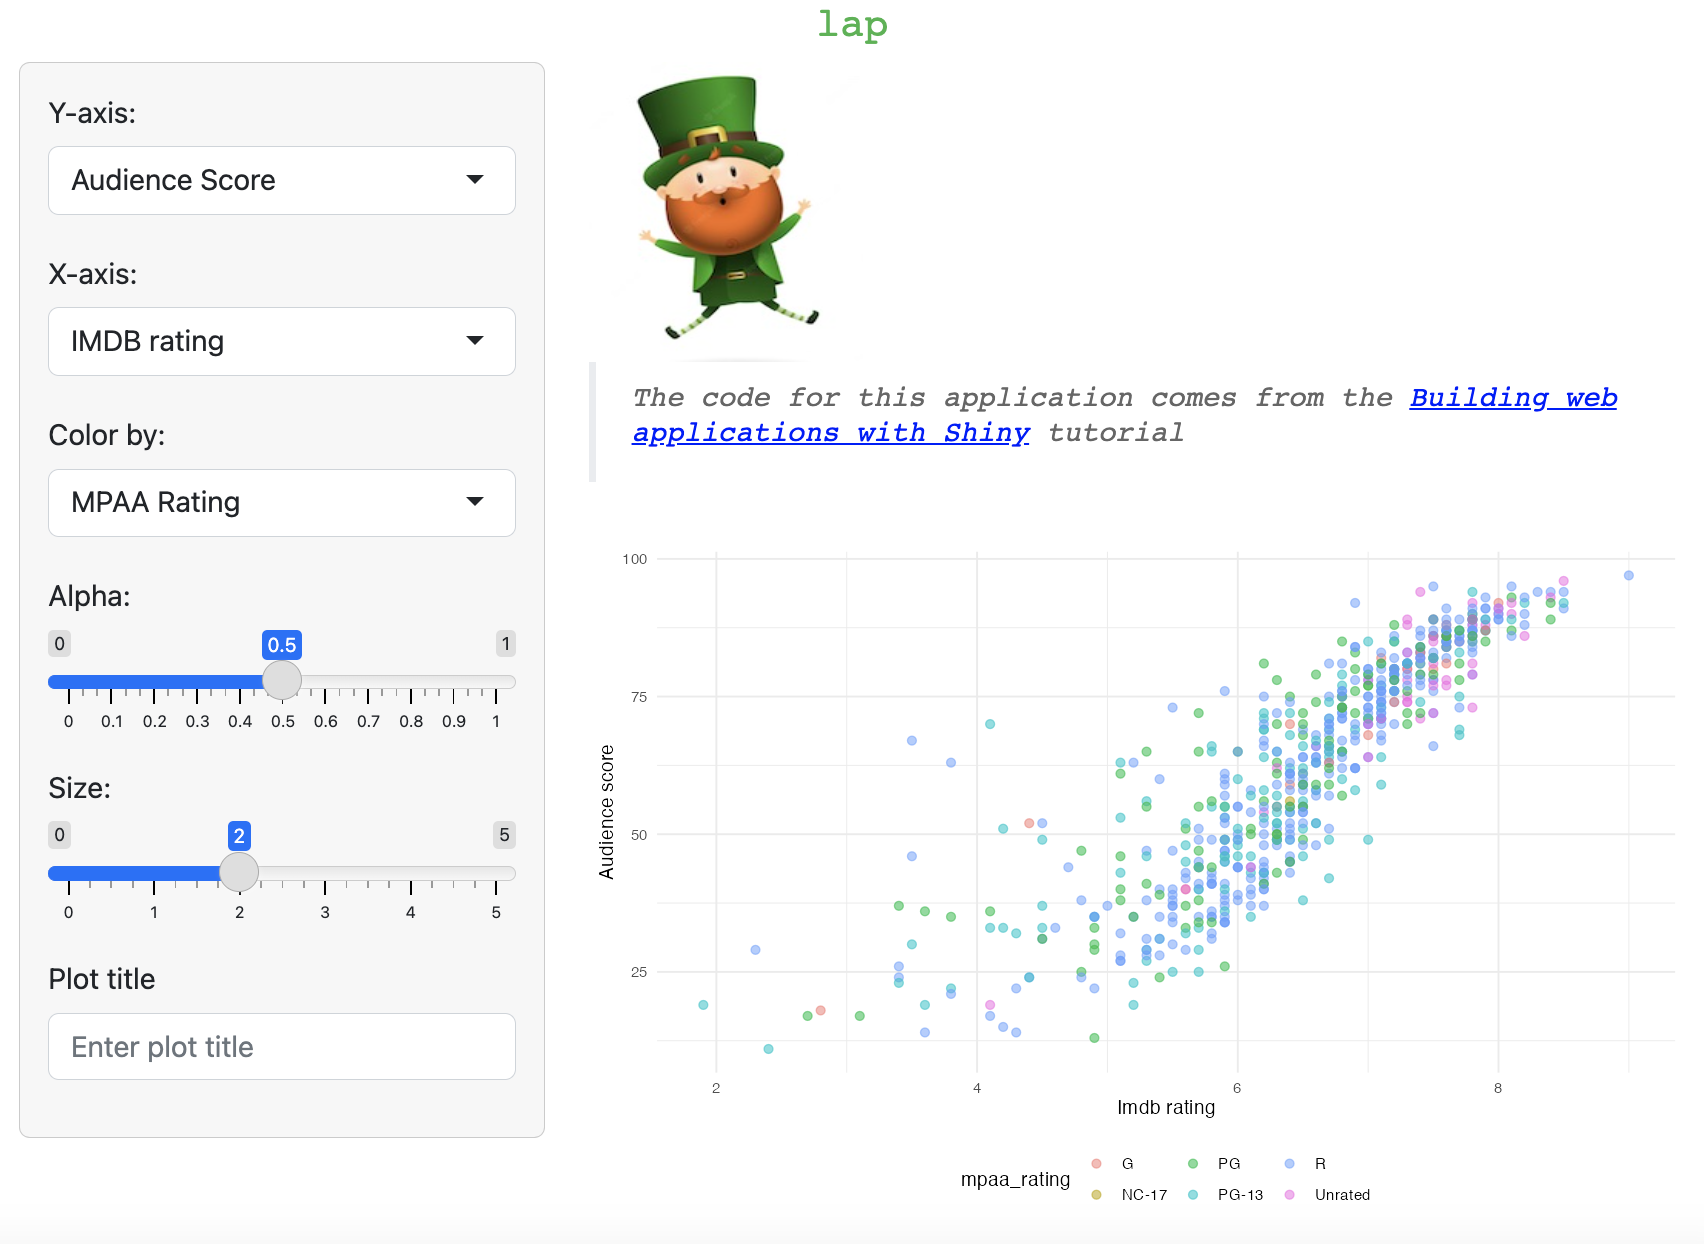 lap
Y-axis:
Audience Score
X-axis:
IMDB rating
Color by:
MPAA Rating
Alpha:
0 0.5 1
0 0.1 0.2 0.3 0.4 0.5 0.6 0.7 0.8 0.9 1
Size:
0 2 5
0 1 2 3 4 5
Plot title
Enter plot title
The code for this application comes from the Building web
applications with Shiny tutorial
100
75
50
25
Audience score
2 4 6 8
Imdb rating
mpaa_rating
G PG R
NC-17 PG-13 Unrated